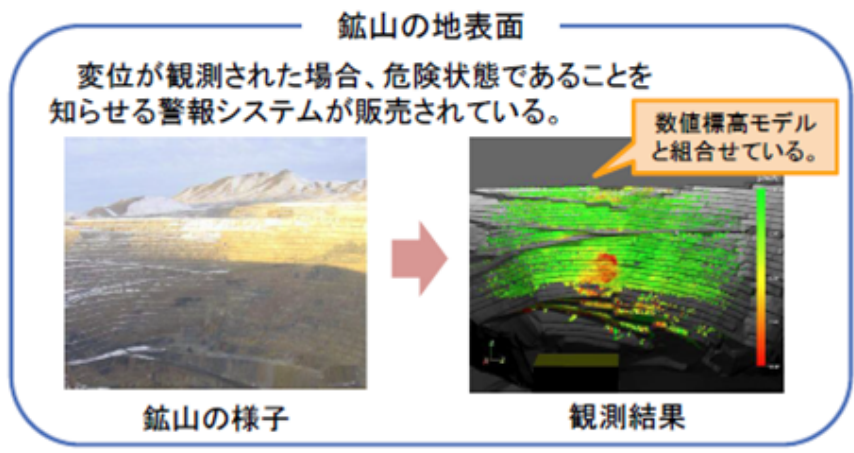 鉱山の地表面
変位が観測された場合、危険状態であることを
知らせる警報システムが販売されている。
数値標高モデル
と組合せている。
鉱山の様子
観測結果